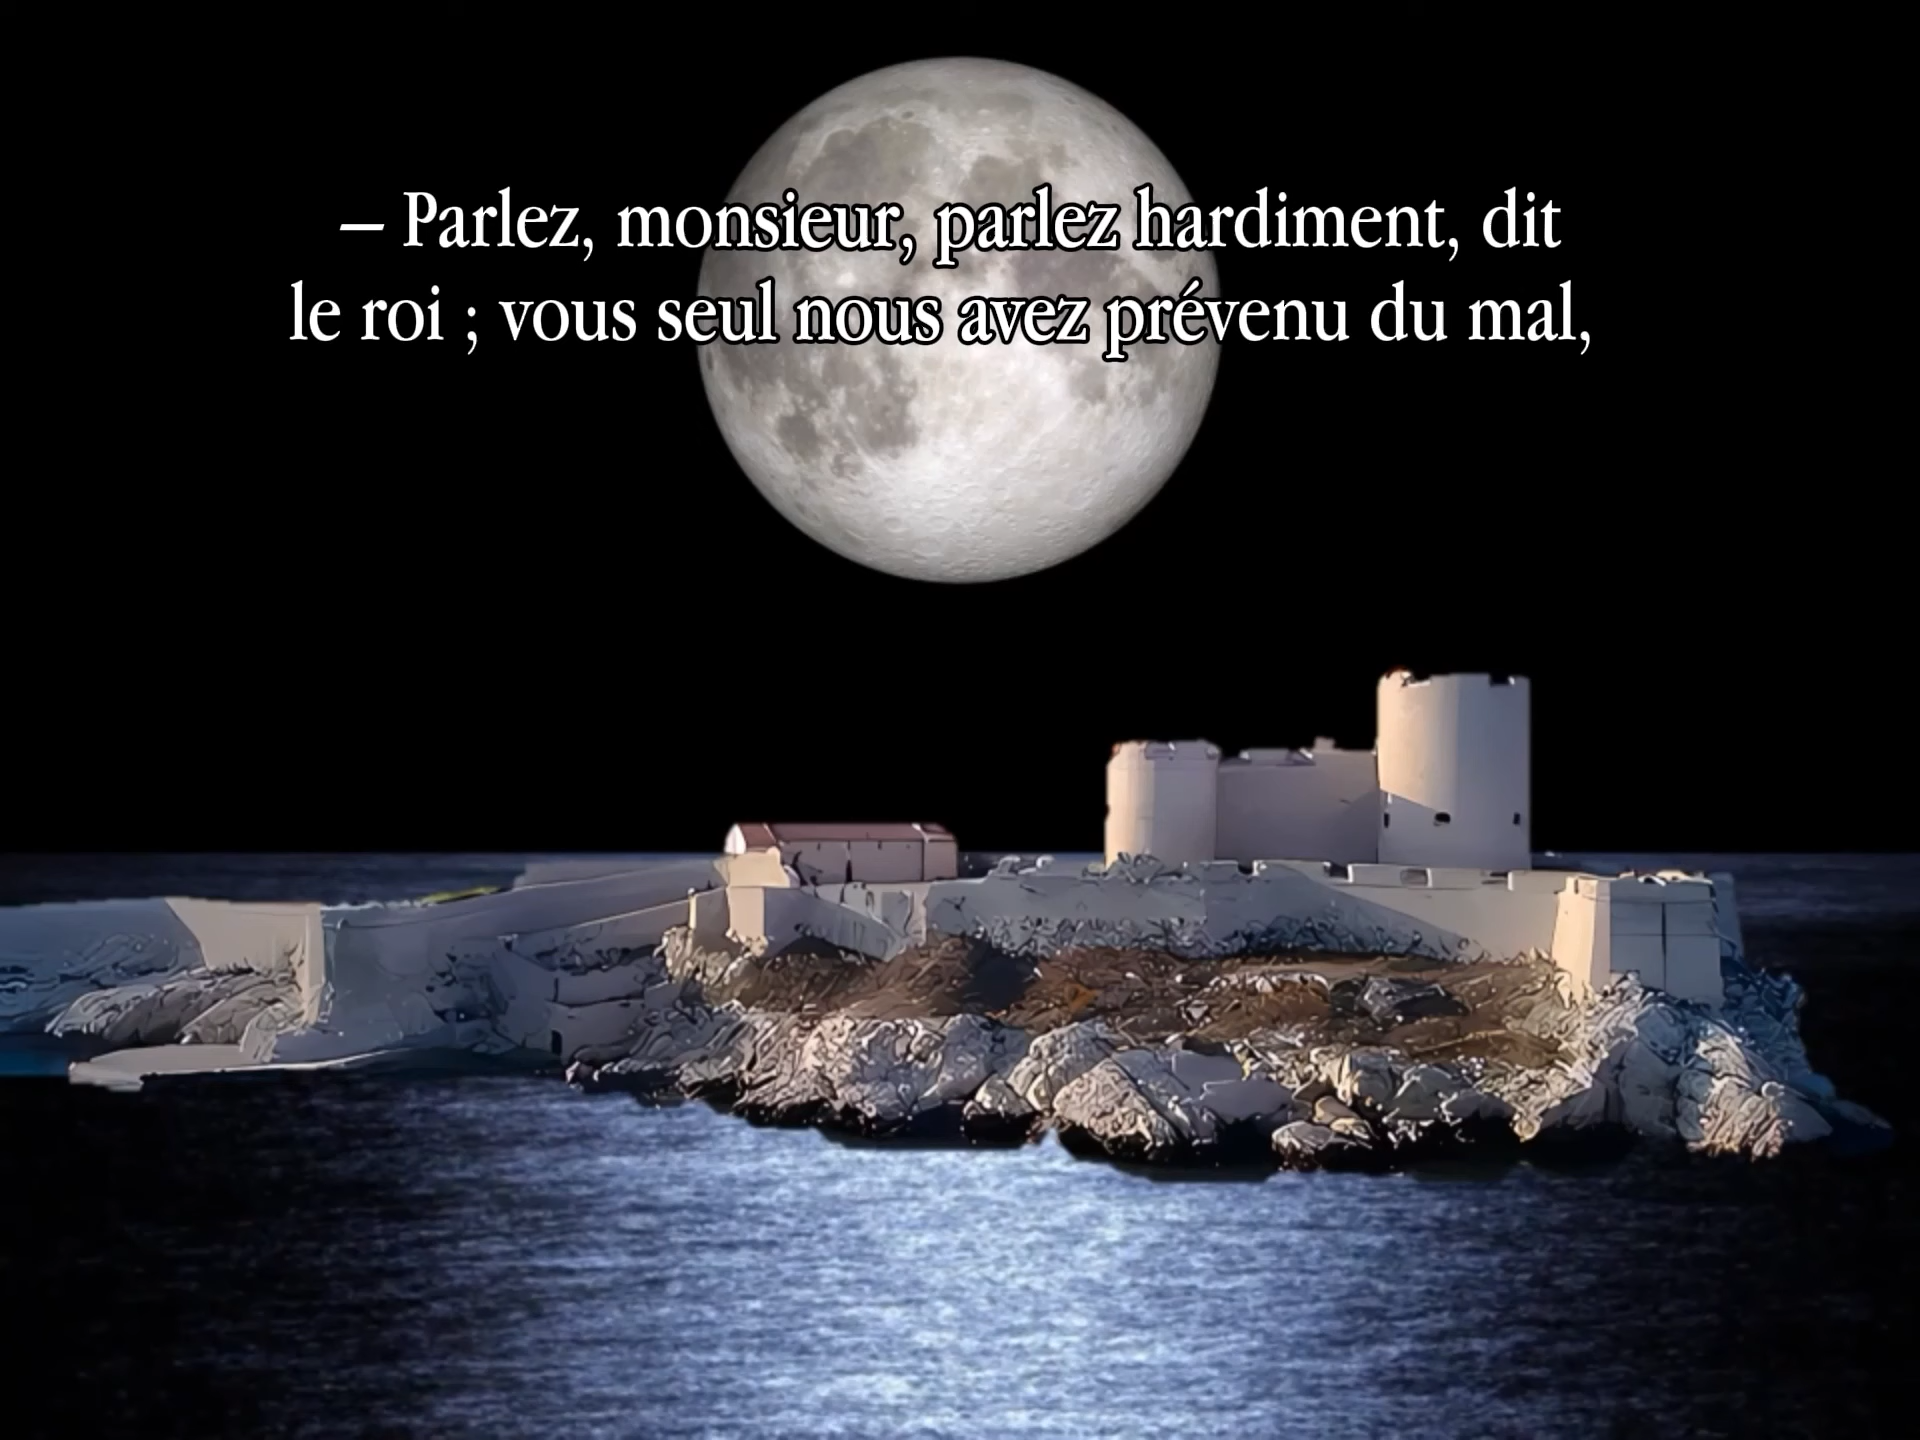 – Parlez, monsieur, parlez hardiment, dit
le roi ; vous seul nous avez prévenu du mal,